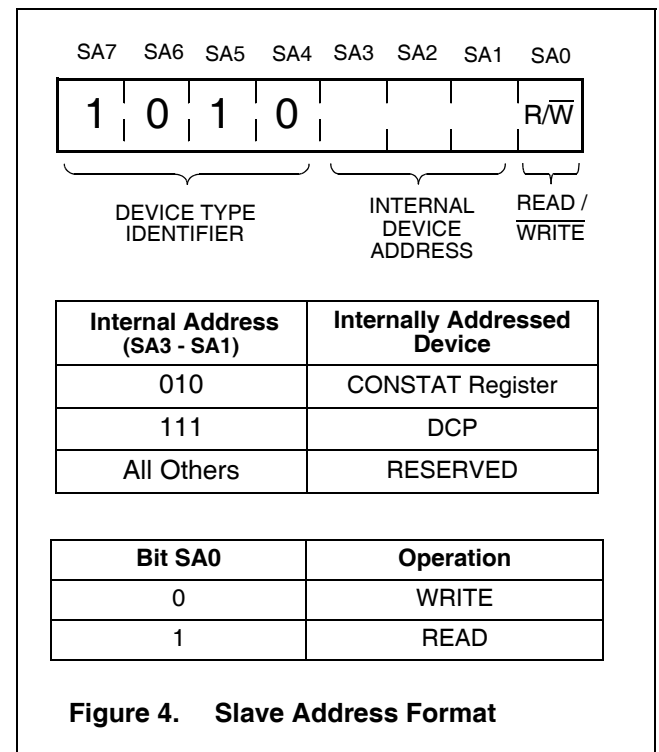 SA7 SA6 SA5 SA4 SA3 SA2 SA1 SA0
1 0 1 0 R/W̅
DEVICE TYPE IDENTIFIER
INTERNAL DEVICE ADDRESS
READ / W̅R̅I̅T̅E̅
Internal Address (SA3 - SA1) Internally Addressed Device
010 CONSTAT Register
111 DCP
All Others RESERVED
Bit SA0 Operation
0 WRITE
1 READ
Figure 4. Slave Address Format